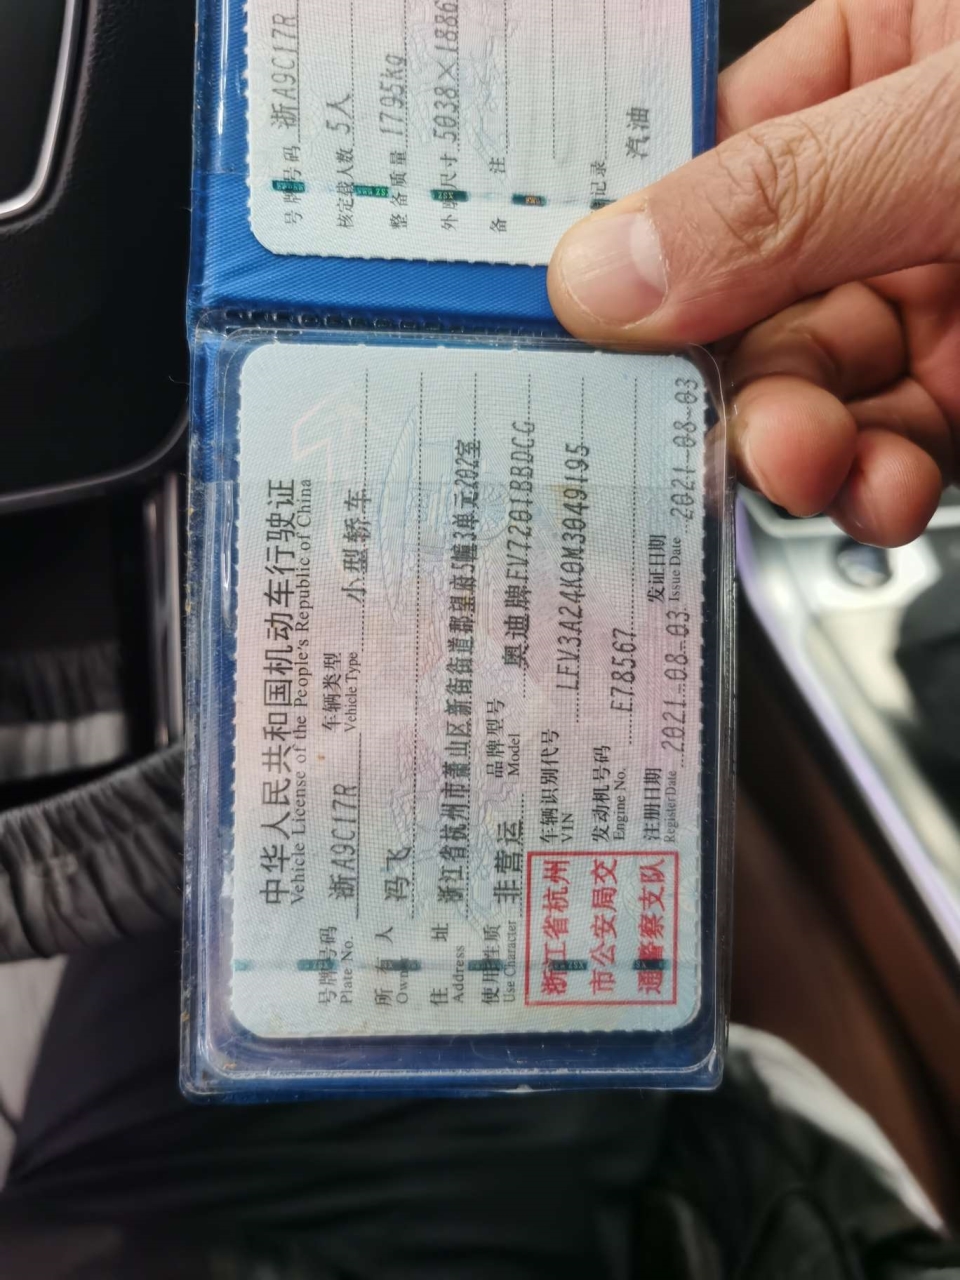 中华人民共和国机动车行驶证
Vehicle License of the People's Republic of China
号牌号码 浙A9C17R 车辆类型 小型轿车
Plate No. Vehicle Type
所有人 冯飞
Owner
住址 浙江省杭州市萧山区新街街道郡望府5幢3单元202室
Address
使用性质 非营运 品牌型号 奥迪牌FV7201BBDCG
Use Character Model
浙江省杭州
市公安局交
通警察支队
车辆识别代号 LFV3A24K0M3049195
VIN
发动机号码 E78567
Engine No.
注册日期 2021-08-03 发证日期 2021-08-03
Register Date Issue Date
号牌号码 浙A9C17R
核定载人数 5人
整备质量 1795kg
外廓尺寸 5038×1886
备注
记录 汽油